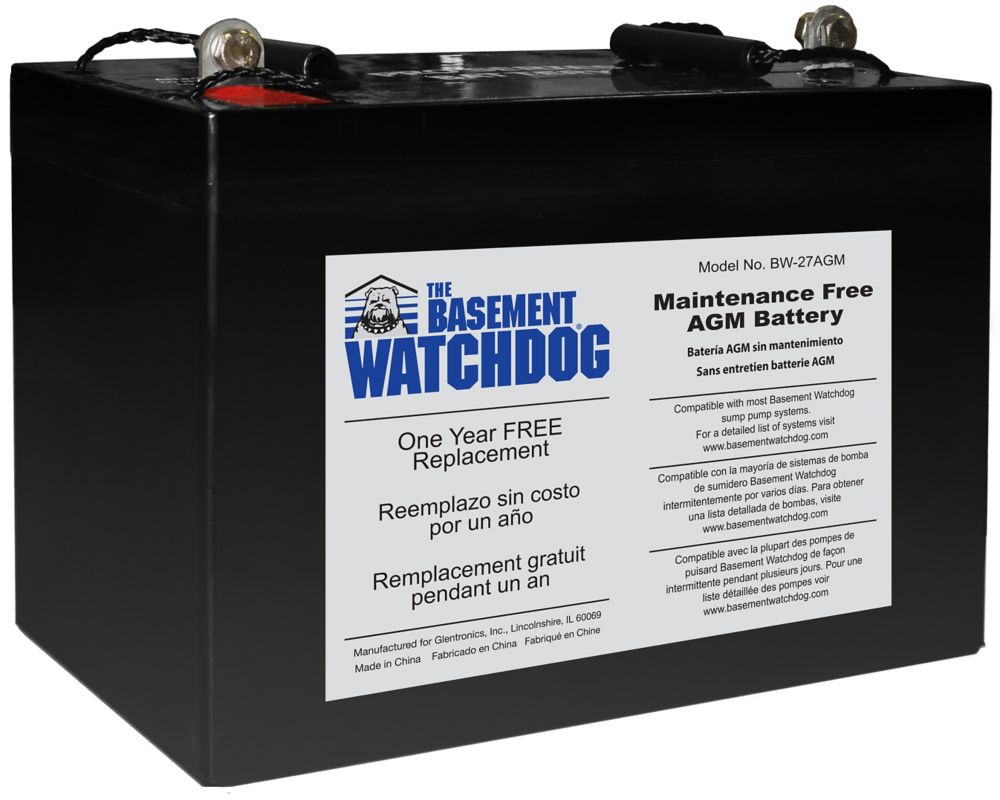 THE
BASEMENT
WATCHDOG®
One Year FREE
Replacement
Reemplazo sin costo
por un año
Remplacement gratuit
pendant un an
Manufactured for Glentronics, Inc., Lincolnshire, IL 60069
Made in China Fabricado en China Fabriqué en Chine
Model No. BW-27AGM
Maintenance Free
AGM Battery
Batería AGM sin mantenimiento
Sans entretien batterie AGM
Compatible with most Basement Watchdog
sump pump systems.
For a detailed list of systems visit
www.basementwatchdog.com
Compatible con la mayoría de sistemas de bomba
de sumidero Basement Watchdog
intermitentemente por varios días. Para obtener
una lista detallada de bombas, visite
www.basementwatchdog.com
Compatible avec la plupart des pompes de
puisard Basement Watchdog de façon
intermittente pendant plusieurs jours. Pour une
liste détaillée des pompes voir
www.basementwatchdog.com